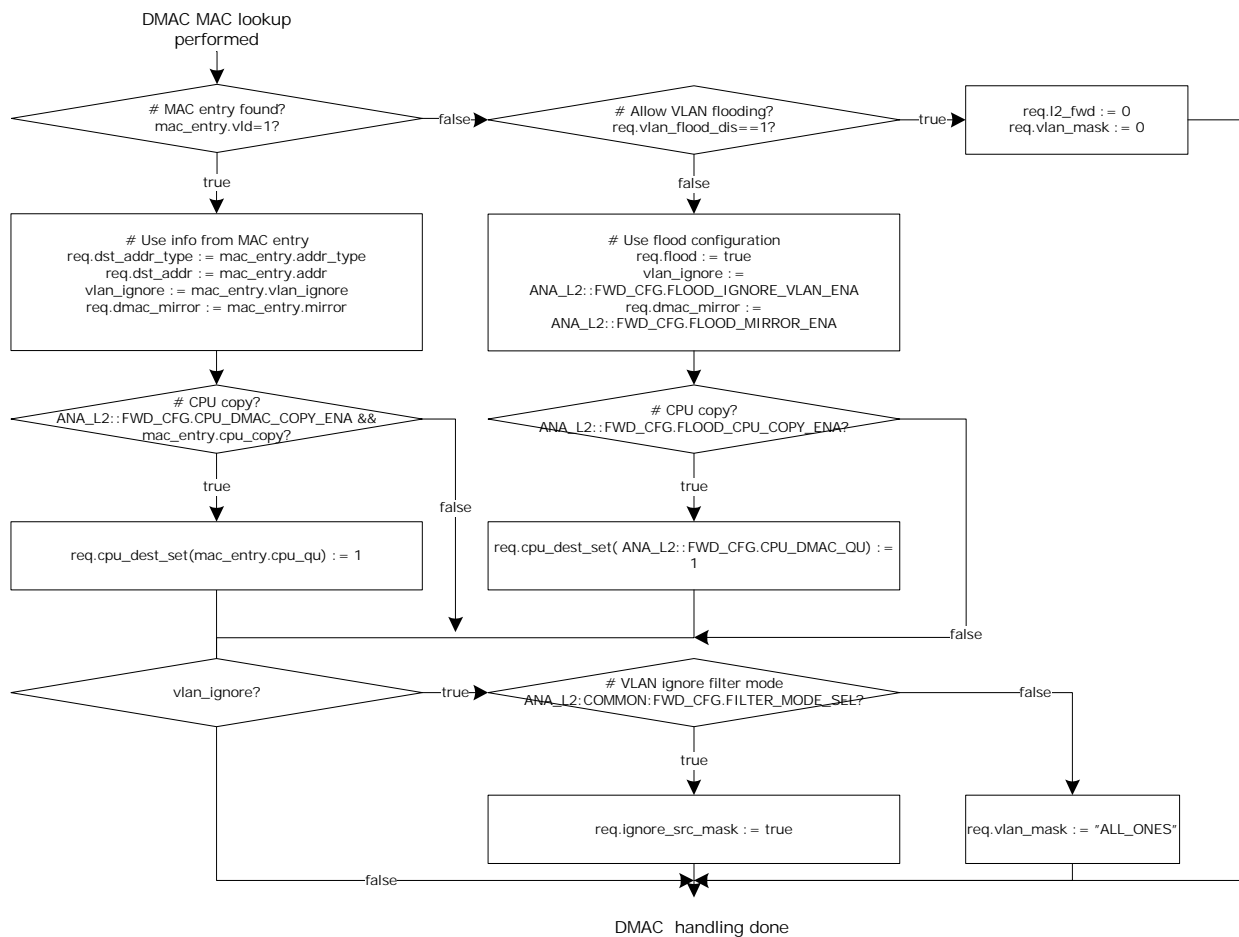 DMAC MAC lookup
performed
# MAC entry found?
mac_entry.vld=1?
false
# Allow VLAN flooding?
req.vlan_flood_dis==1?
true
req.l2_fwd := 0
req.vlan_mask := 0
true
false
# Use info from MAC entry
req.dst_addr_type := mac_entry.addr_type
req.dst_addr := mac_entry.addr
vlan_ignore := mac_entry.vlan_ignore
req.dmac_mirror := mac_entry.mirror
# Use flood configuration
req.flood := true
vlan_ignore :=
ANA_L2::FWD_CFG.FLOOD_IGNORE_VLAN_ENA
req.dmac_mirror :=
ANA_L2::FWD_CFG.FLOOD_MIRROR_ENA
# CPU copy?
ANA_L2::FWD_CFG.CPU_DMAC_COPY_ENA &&
mac_entry.cpu_copy?
# CPU copy?
ANA_L2::FWD_CFG.FLOOD_CPU_COPY_ENA?
true
false
true
req.cpu_dest_set(mac_entry.cpu_qu) := 1
req.cpu_dest_set( ANA_L2::FWD_CFG.CPU_DMAC_QU) :=
1
false
vlan_ignore?
true
# VLAN ignore filter mode
ANA_L2:COMMON:FWD_CFG.FILTER_MODE_SEL?
false
true
req.ignore_src_mask := true
req.vlan_mask := "ALL_ONES"
false
DMAC handling done